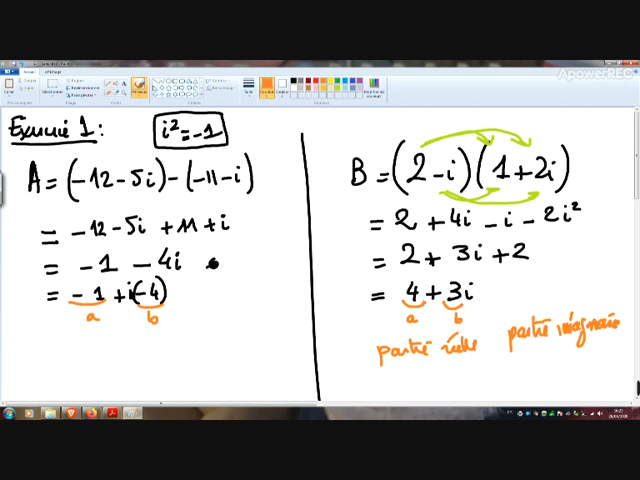 ApowerREC
Exercice 1 :
i² = -1
A = (-12 - 5i) - (-11 - i)
= -12 - 5i + 11 + i
= -1 - 4i
= -1 + i(-4)
a b
B = (2 - i)(1 + 2i)
= 2 + 4i - i - 2i²
= 2 + 3i + 2
= 4 + 3i
a b
partie réelle partie imaginaire